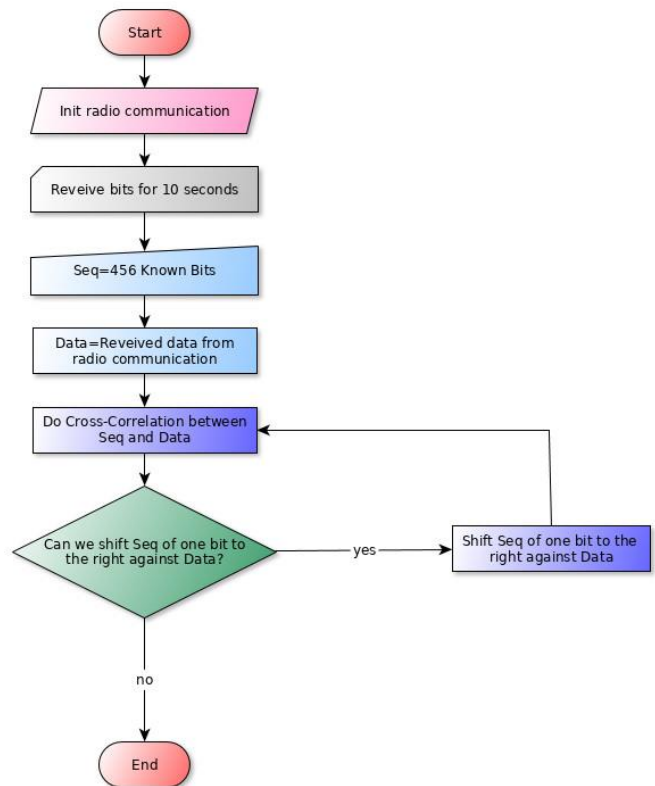 Start
Init radio communication
Reveive bits for 10 seconds
Seq=456 Known Bits
Data=Reveived data from
radio communication
Do Cross-Correlation between
Seq and Data
Can we shift Seq of one bit to
the right against Data?
yes
Shift Seq of one bit to the
right against Data
no
End